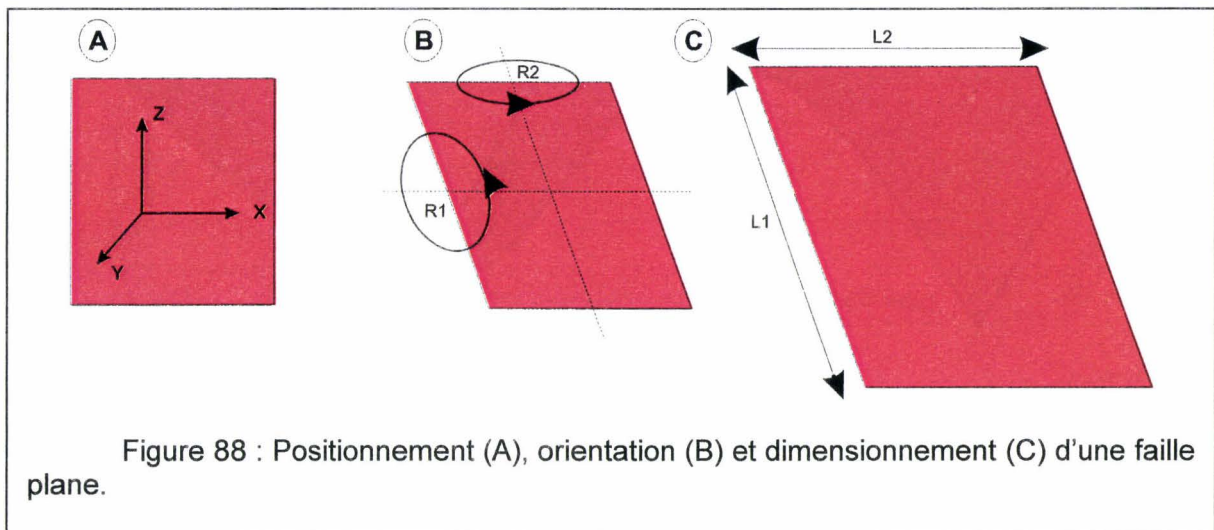 A
Z
X
Y
B
R2
R1
C
L2
L1
Figure 88 : Positionnement (A), orientation (B) et dimensionnement (C) d'une faille
plane.